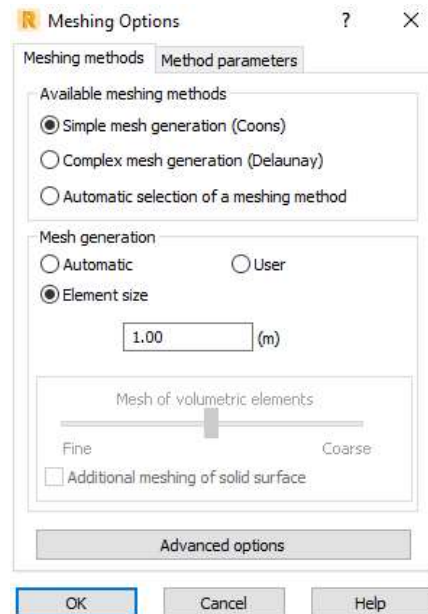 R Meshing Options ? X
Meshing methods Method parameters
Available meshing methods
Simple mesh generation (Coons)
Complex mesh generation (Delaunay)
Automatic selection of a meshing method
Mesh generation
Automatic User
Element size
1.00 (m)
Mesh of volumetric elements
Fine Coarse
Additional meshing of solid surface
Advanced options
OK Cancel Help